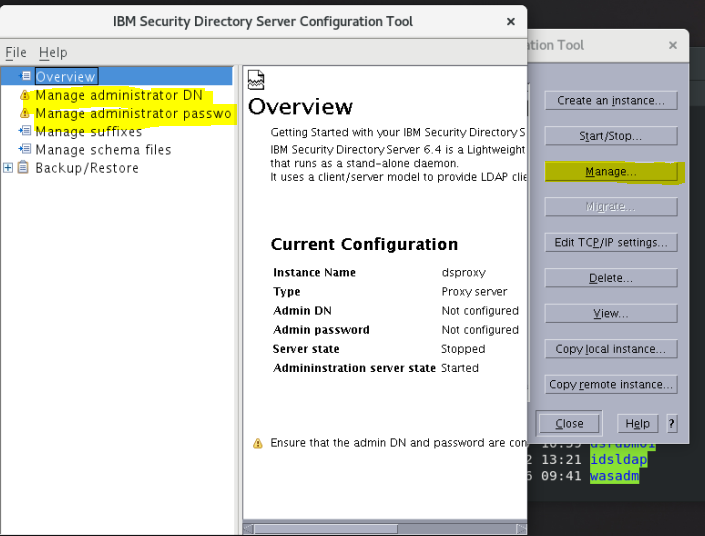 IBM Security Directory Server Configuration Tool
File Help
Overview
Manage administrator DN
Manage administrator passwo
Manage suffixes
Manage schema files
Backup/Restore
Overview
Getting Started with your IBM Security Directory S
IBM Security Directory Server 6.4 is a Lightweight
that runs as a stand-alone daemon.
It uses a client/server model to provide LDAP clie
Current Configuration
Instance Name dsproxy
Type Proxy server
Admin DN Not configured
Admin password Not configured
Server state Stopped
Admininstration server state Started
Ensure that the admin DN and password are con
ation Tool
Create an instance...
Start/Stop...
Manage...
Migrate...
Edit TCP/IP settings...
Delete...
View...
Copy local instance...
Copy remote instance...
Close Help ?
2 13:21 idsldap
09:41 wasadm